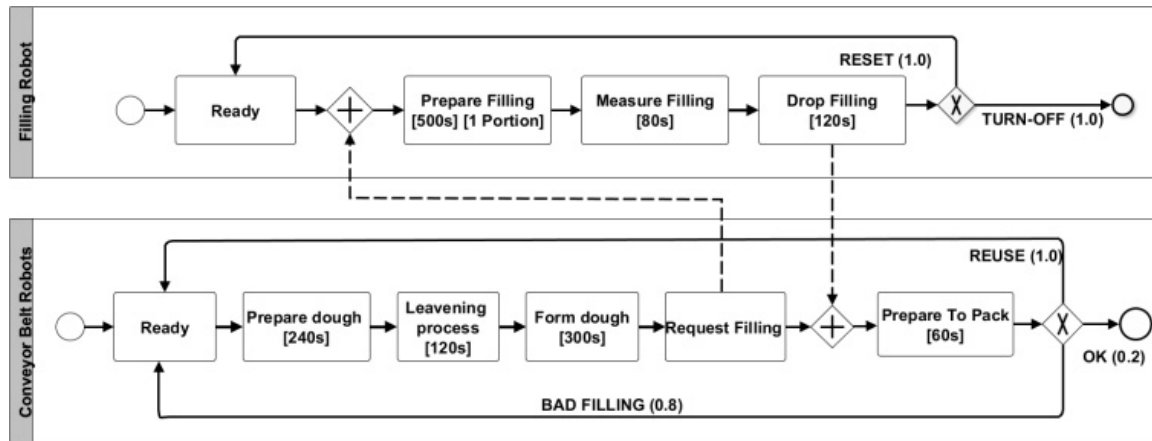 Filling Robot
RESET (1.0)
Ready
Prepare Filling
[500s] [1 Portion]
Measure Filling
[80s]
Drop Filling
[120s]
X
TURN-OFF (1.0)
Conveyor Belt Robots
REUSE (1.0)
Ready
Prepare dough
[240s]
Leavening
process
[120s]
Form dough
[300s]
Request Filling
Prepare To Pack
[60s]
X
OK (0.2)
BAD FILLING (0.8)